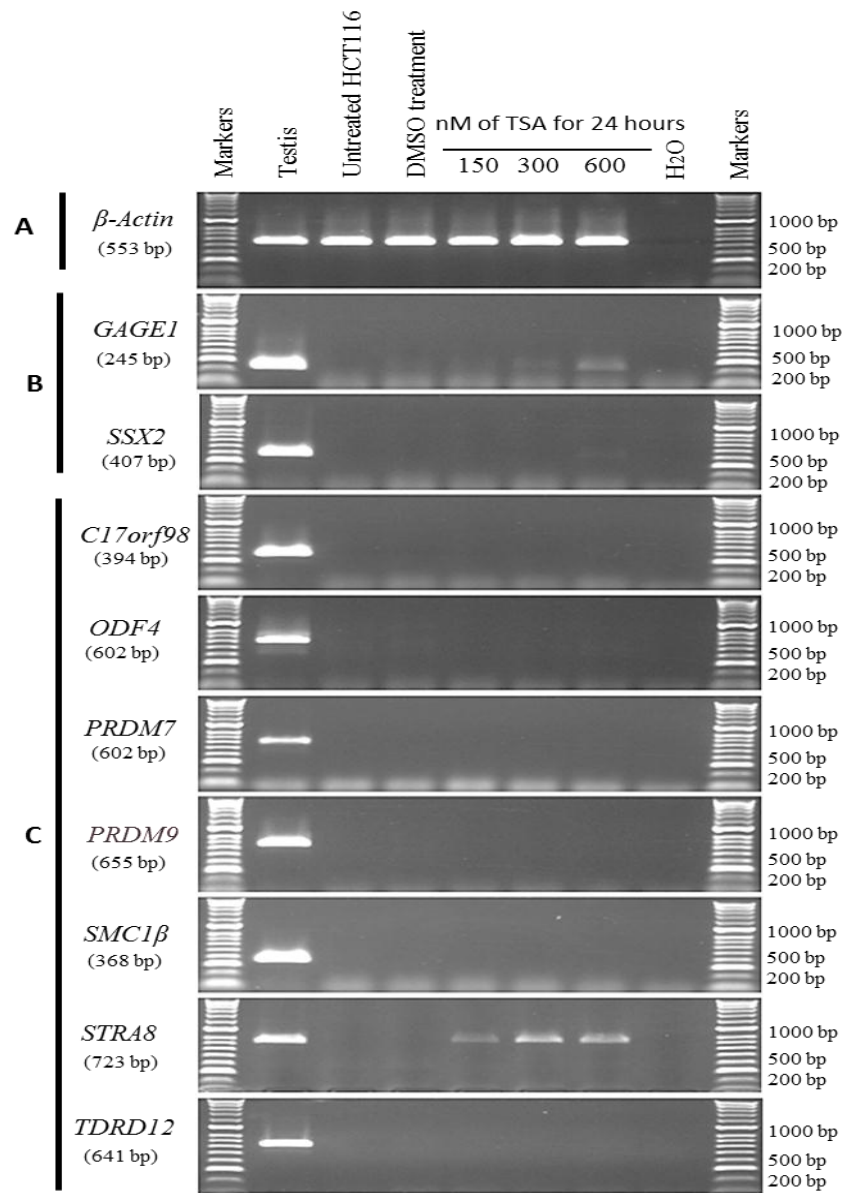 Markers
Testis
Untreated HCT116
DMSO treatment
nM of TSA for 24 hours
150 300 600
H2O
Markers
A
β-Actin
(553 bp)
1000 bp
500 bp
200 bp
B
GAGE1
(245 bp)
1000 bp
500 bp
200 bp
SSX2
(407 bp)
1000 bp
500 bp
200 bp
C
C17orf98
(394 bp)
1000 bp
500 bp
200 bp
ODF4
(602 bp)
1000 bp
500 bp
200 bp
PRDM7
(602 bp)
1000 bp
500 bp
200 bp
PRDM9
(655 bp)
1000 bp
500 bp
200 bp
SMC1β
(368 bp)
1000 bp
500 bp
200 bp
STRA8
(723 bp)
1000 bp
500 bp
200 bp
TDRD12
(641 bp)
1000 bp
500 bp
200 bp